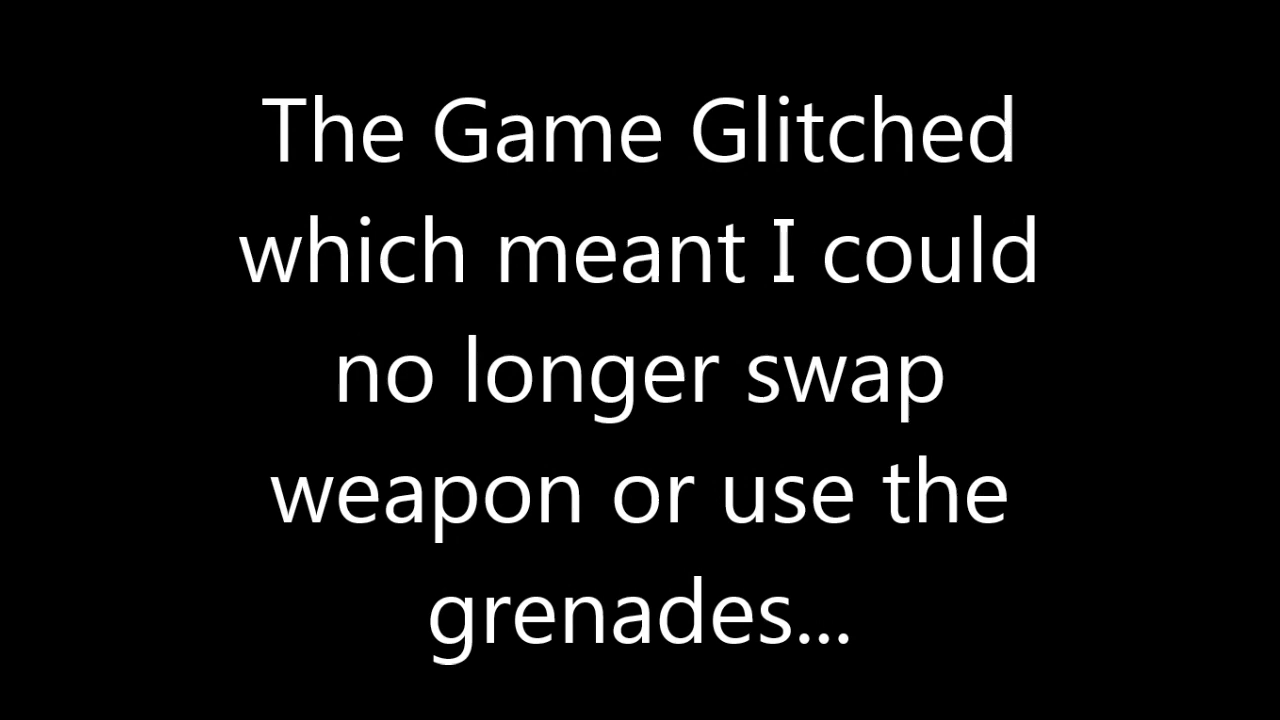 The Game Glitched
which meant I could
no longer swap
weapon or use the
grenades...